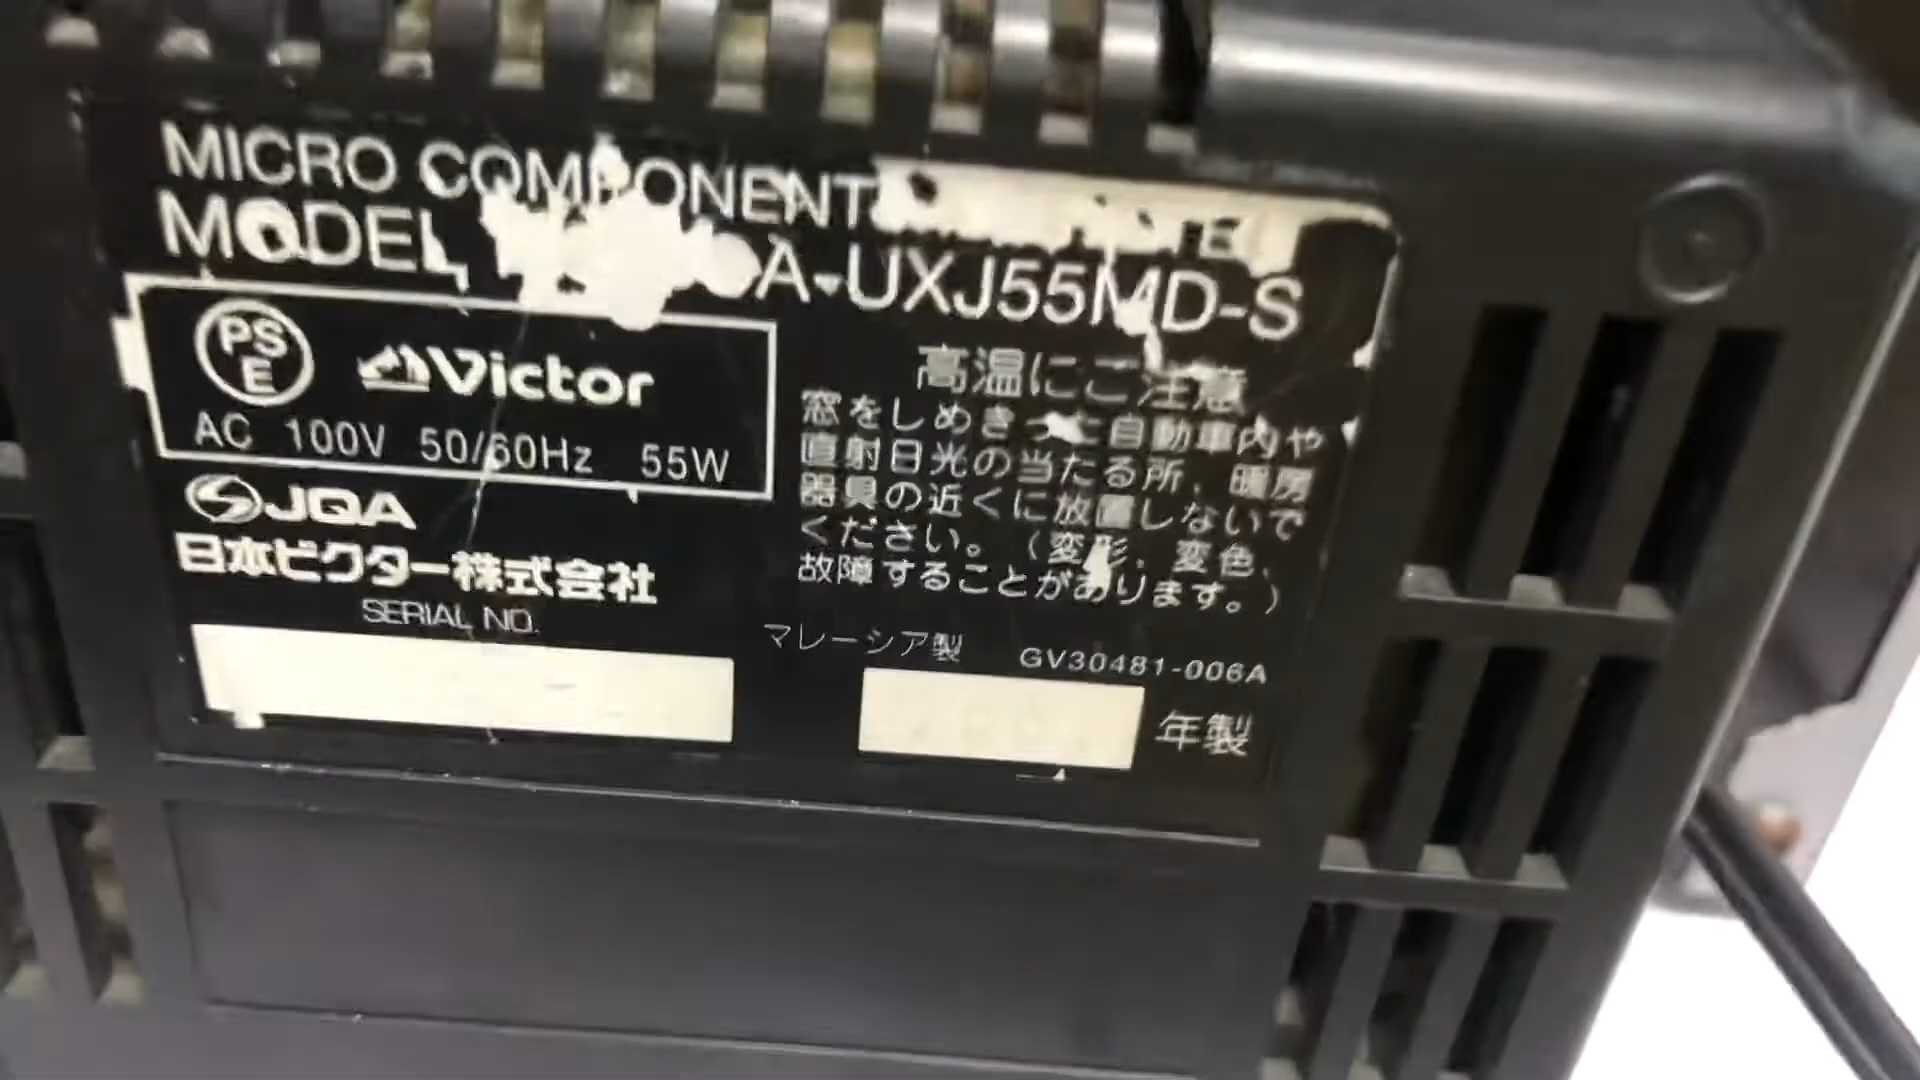 MICRO COMPONENT
MODEL A-UXJ55MD-S
PSE Victor
AC 100V 50/60Hz 55W
JQA
日本ビクター株式会社
SERIAL NO.
高温にご注意
窓をしめきった自動車内や
直射日光の当たる所、暖房
器具の近くに放置しないで
ください。（変形、変色、
故障することがあります。）
マレーシア製 GV30481-006A
年製